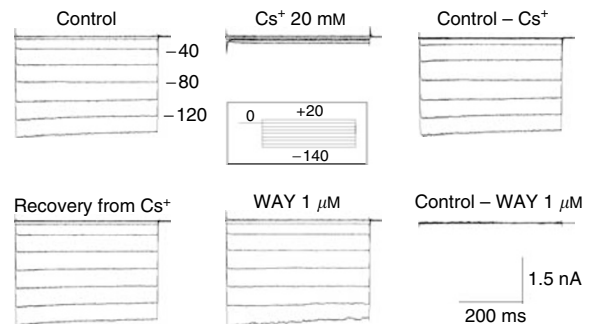 Control
Cs⁺ 20 mM
Control – Cs⁺
–40
–80
–120
0
+20
–140
Recovery from Cs⁺
WAY 1 μM
Control – WAY 1 μM
1.5 nA
200 ms